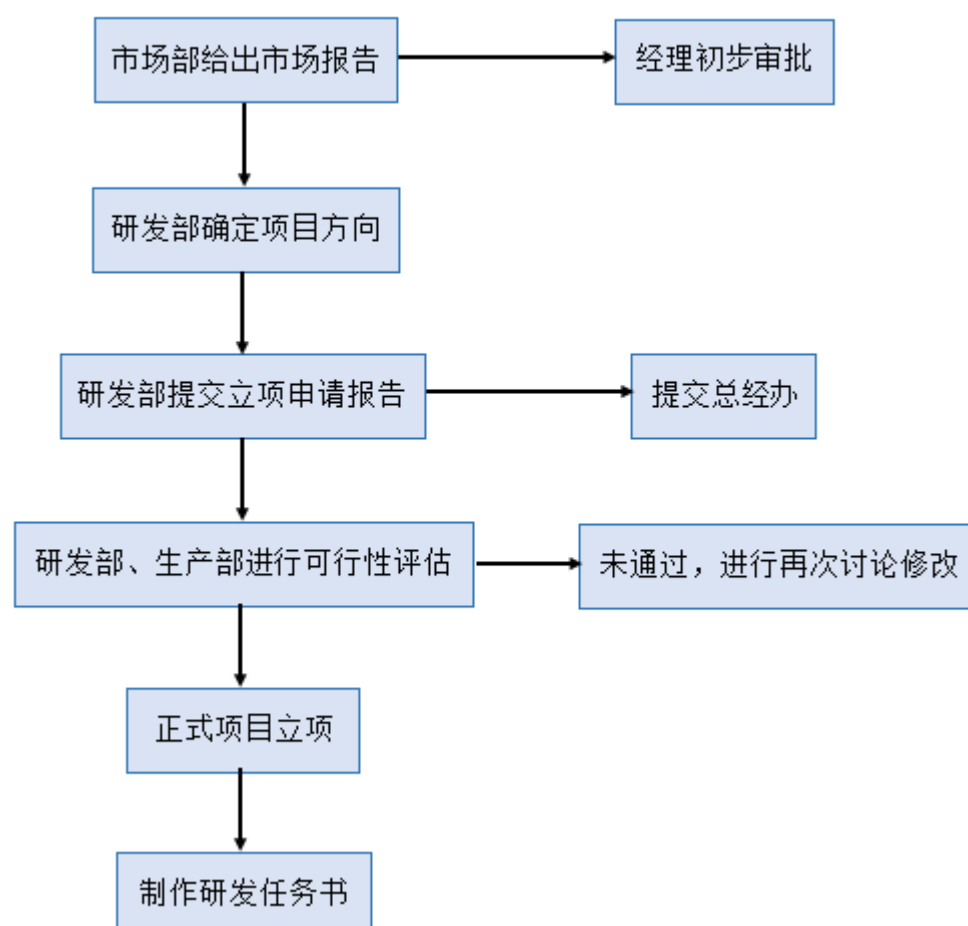 市场部给出市场报告
经理初步审批
研发部确定项目方向
研发部提交立项申请报告
提交总经办
研发部、生产部进行可行性评估
未通过，进行再次讨论修改
正式项目立项
制作研发任务书